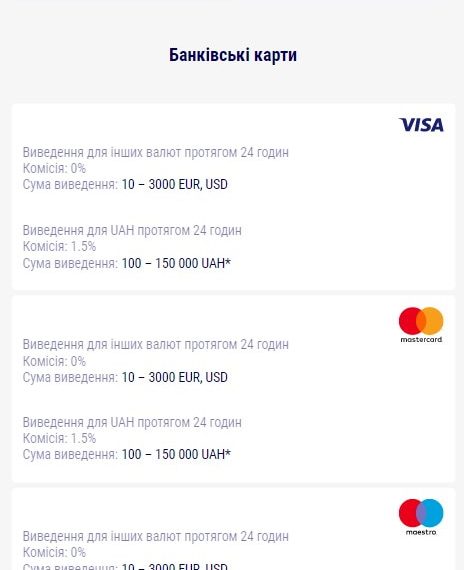 Банківські карти
VISA
Виведення для інших валют протягом 24 годин
Комісія: 0%
Сума виведення: 10 – 3000 EUR, USD
Виведення для UAH протягом 24 годин
Комісія: 1.5%
Сума виведення: 100 – 150 000 UAH*
mastercard
Виведення для інших валют протягом 24 годин
Комісія: 0%
Сума виведення: 10 – 3000 EUR, USD
Виведення для UAH протягом 24 годин
Комісія: 1.5%
Сума виведення: 100 – 150 000 UAH*
maestro
Виведення для інших валют протягом 24 годин
Комісія: 0%
Сума виведення: 10 – 3000 EUR, USD